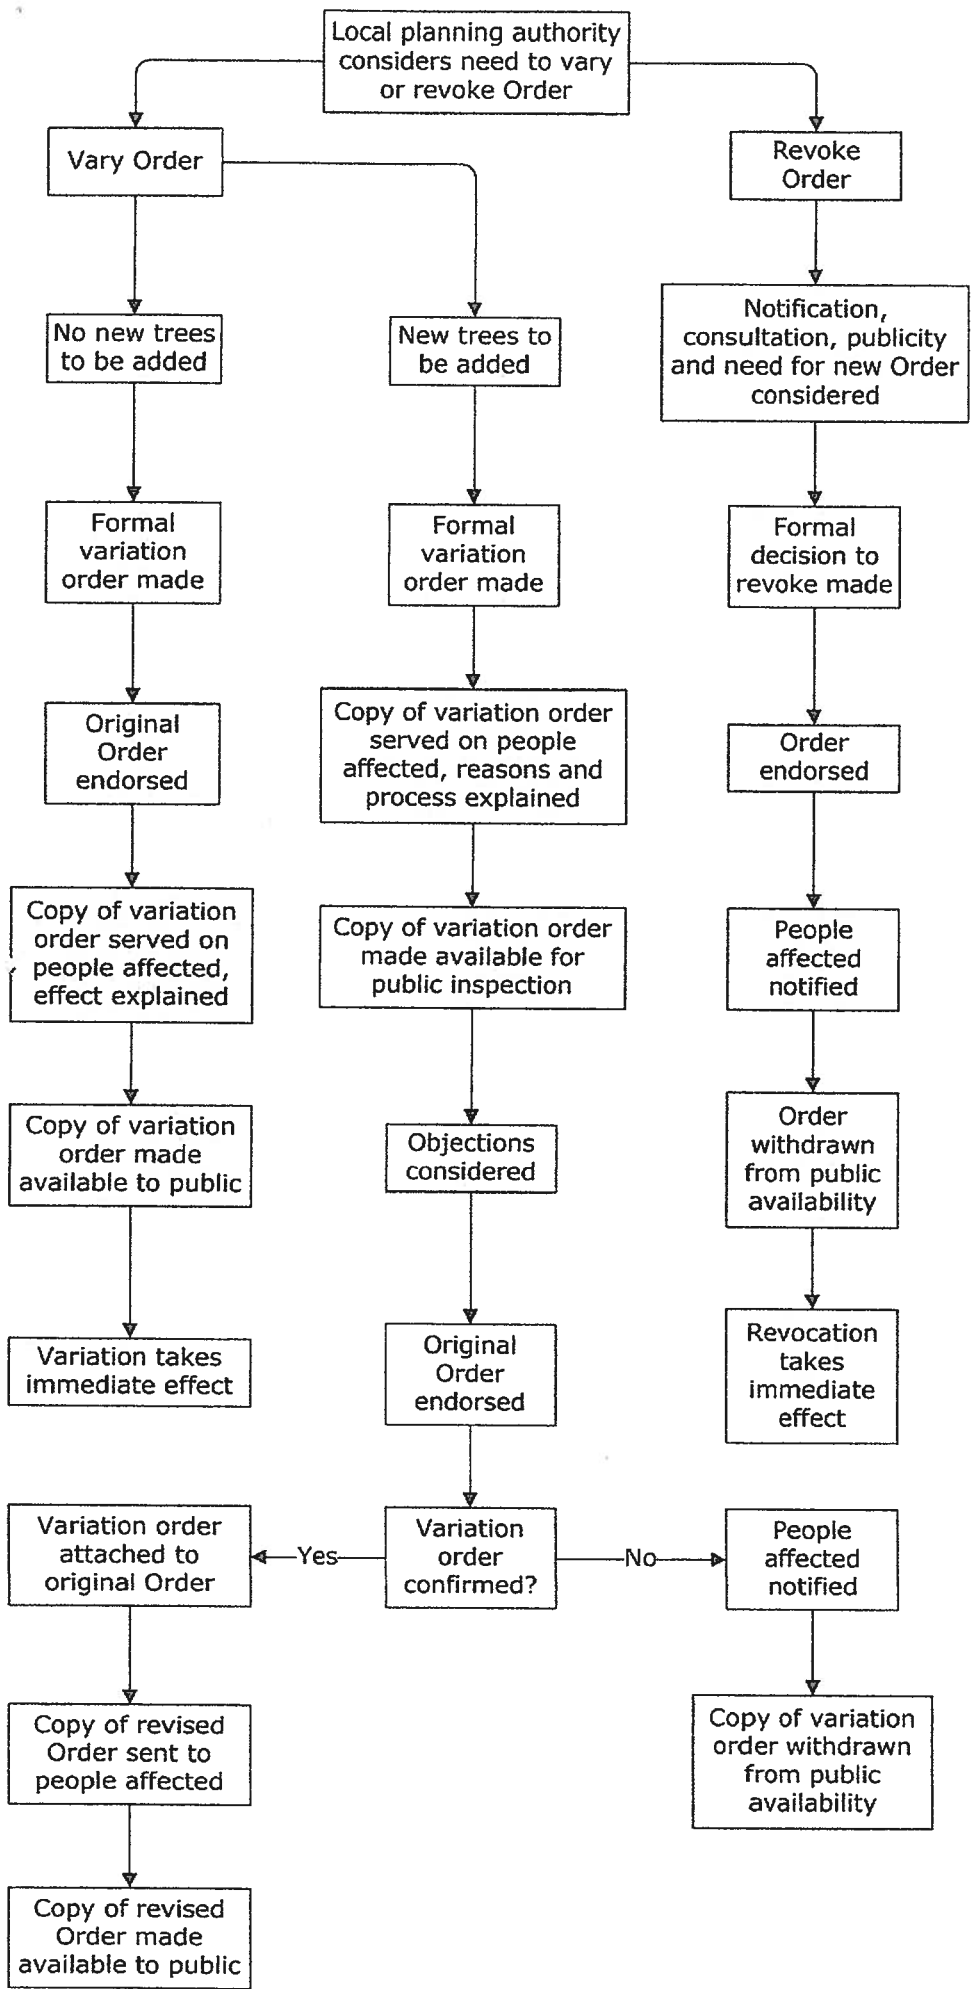 Local planning authority
considers need to vary
or revoke Order
Vary Order
Revoke
Order
No new trees
to be added
New trees to
be added
Notification,
consultation, publicity
and need for new Order
considered
Formal
variation
order made
Formal
variation
order made
Formal
decision to
revoke made
Original
Order
endorsed
Copy of variation order
served on people
affected, reasons and
process explained
Order
endorsed
Copy of variation
order served on
people affected,
effect explained
Copy of variation order
made available for
public inspection
People
affected
notified
Copy of variation
order made
available to public
Objections
considered
Order
withdrawn
from public
availability
Variation takes
immediate effect
Original
Order
endorsed
Revocation
takes
immediate
effect
Variation order
attached to
original Order
Yes
Variation
order
confirmed?
No
People
affected
notified
Copy of revised
Order sent to
people affected
Copy of variation
order withdrawn
from public
availability
Copy of revised
Order made
available to public